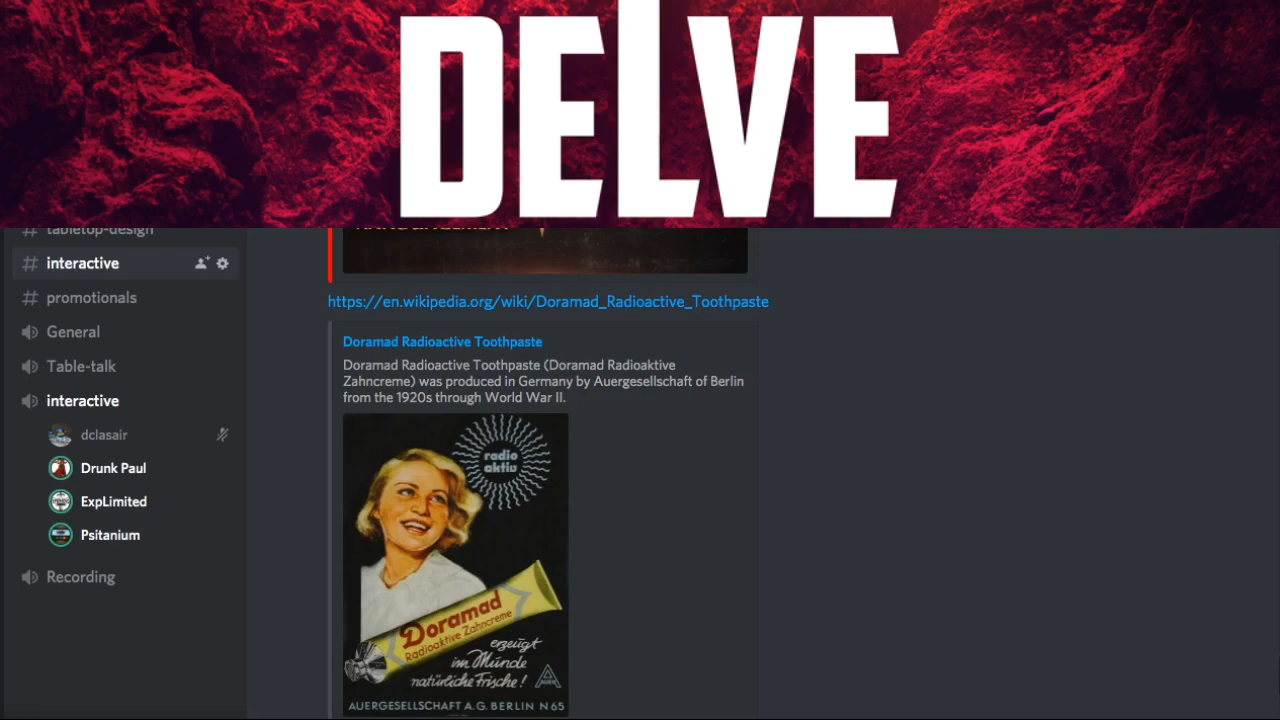 DELVE
# tabletop-design
# interactive
# promotionals
General
Table-talk
interactive
dclasair
Drunk Paul
ExpLimited
Psitanium
Recording
https://en.wikipedia.org/wiki/Doramad_Radioactive_Toothpaste
Doramad Radioactive Toothpaste
Doramad Radioactive Toothpaste (Doramad Radioaktive
Zahncreme) was produced in Germany by Auergesellschaft of Berlin
from the 1920s through World War II.
radio
aktiv
Doramad
Radioaktive Zahncreme
erzeugt
im Munde
natürliche Frische!
AUER
AUERGESELLSCHAFT A.G. BERLIN N 65